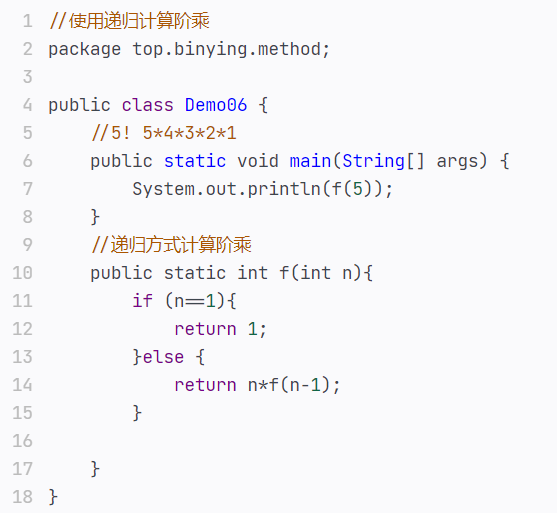 1 //使用递归计算阶乘
2 package top.binying.method;
3
4 public class Demo06 {
5     //5! 5*4*3*2*1
6     public static void main(String[] args) {
7         System.out.println(f(5));
8     }
9     //递归方式计算阶乘
10     public static int f(int n){
11         if (n==1){
12             return 1;
13         }else {
14             return n*f(n-1);
15         }
16
17     }
18 }